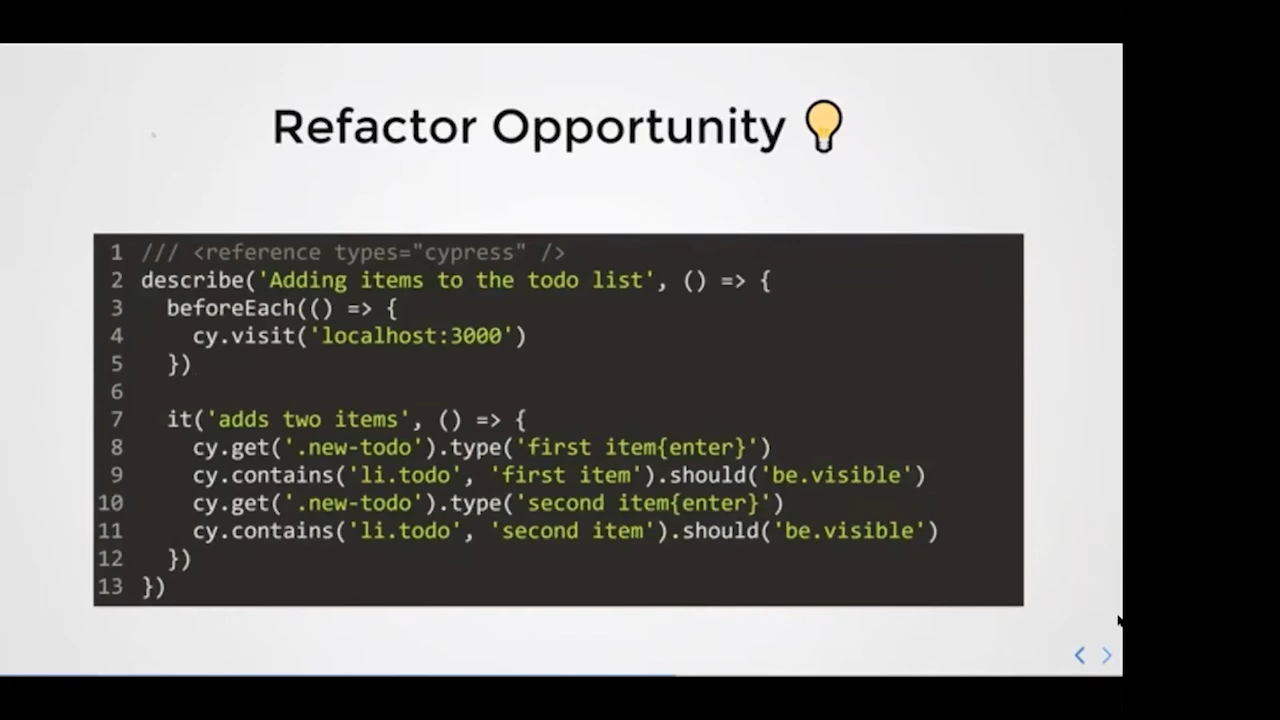 Refactor Opportunity 💡
1 /// <reference types="cypress" />
2 describe('Adding items to the todo list', () => {
3   beforeEach(() => {
4     cy.visit('localhost:3000')
5   })
6
7   it('adds two items', () => {
8     cy.get('.new-todo').type('first item{enter}')
9     cy.contains('li.todo', 'first item').should('be.visible')
10     cy.get('.new-todo').type('second item{enter}')
11     cy.contains('li.todo', 'second item').should('be.visible')
12   })
13 })